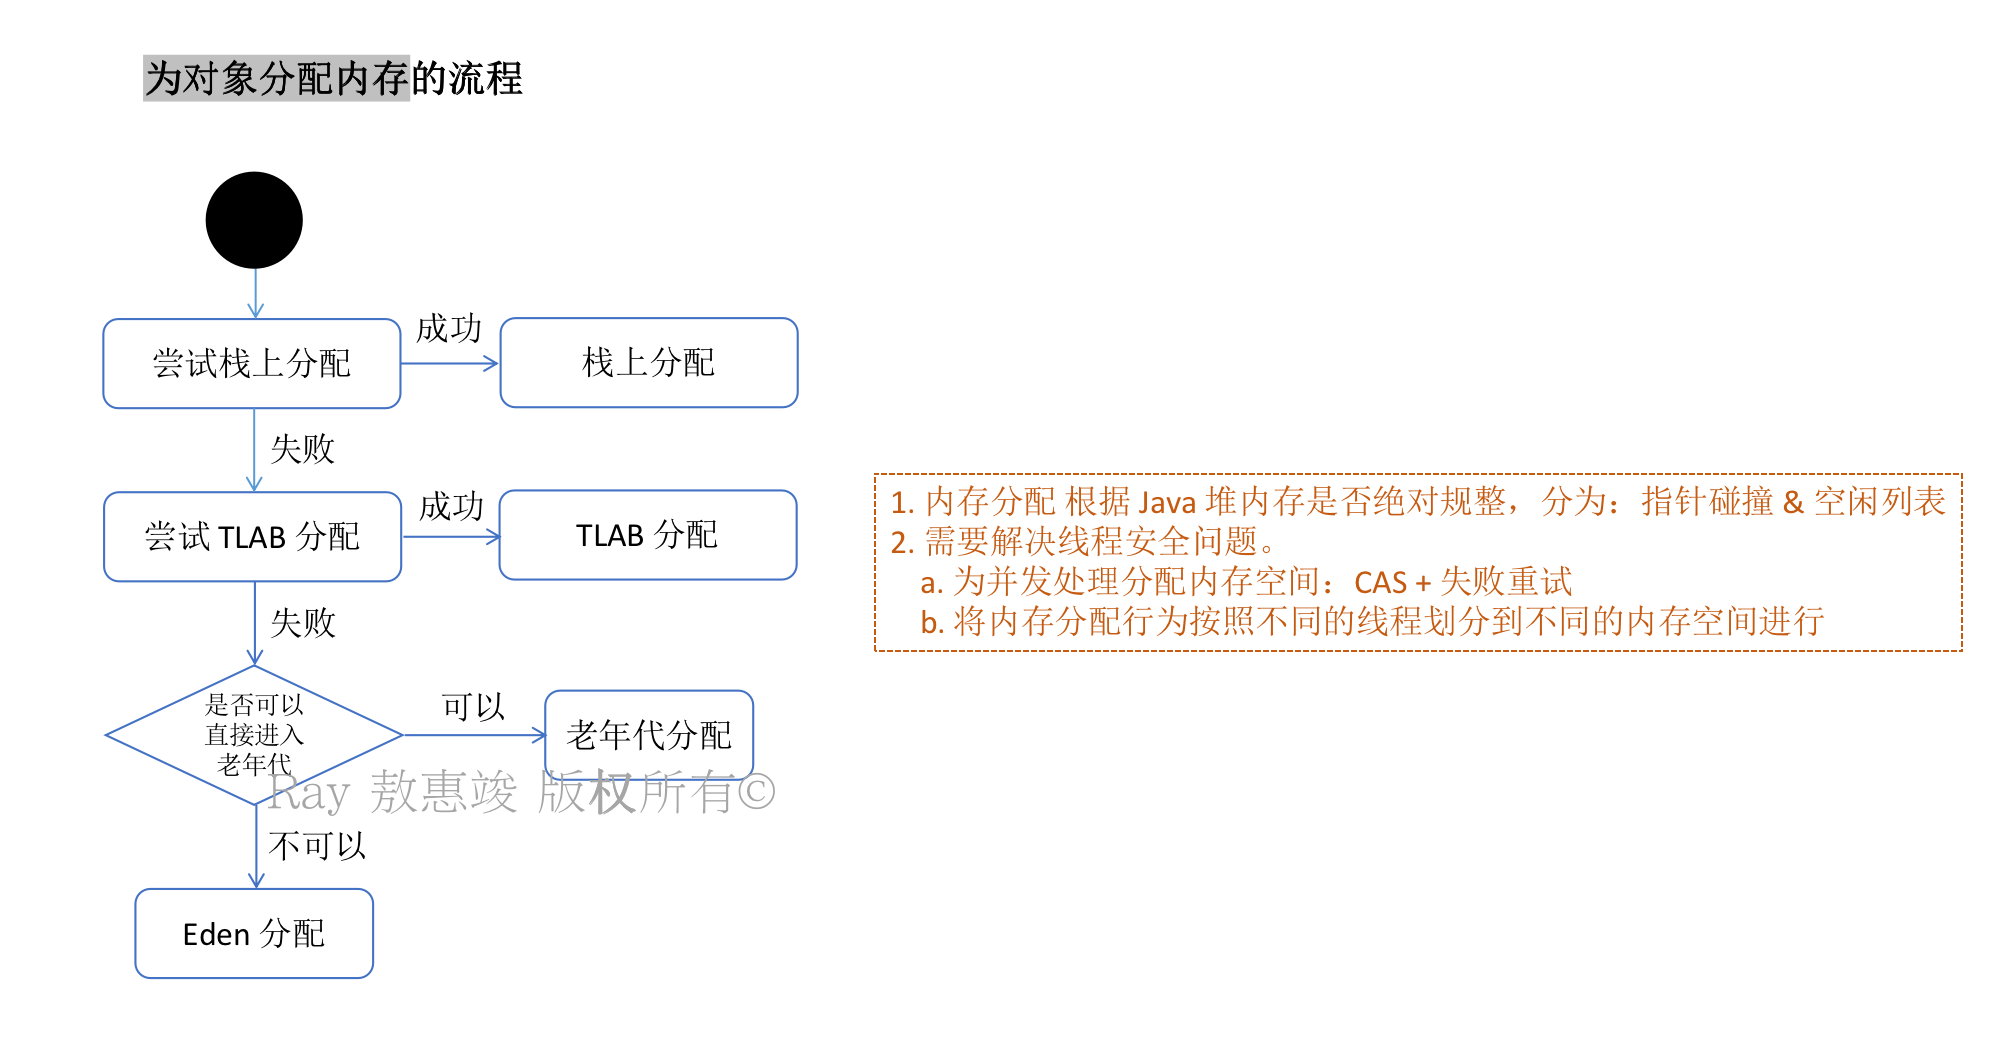 为对象分配内存的流程
尝试栈上分配
成功
栈上分配
失败
尝试 TLAB 分配
成功
TLAB 分配
失败
是否可以
直接进入
老年代
可以
老年代分配
Ray 敖惠竣 版权所有©
不可以
Eden 分配
1. 内存分配 根据 Java 堆内存是否绝对规整，分为：指针碰撞 & 空闲列表
2. 需要解决线程安全问题。
a. 为并发处理分配内存空间：CAS + 失败重试
b. 将内存分配行为按照不同的线程划分到不同的内存空间进行